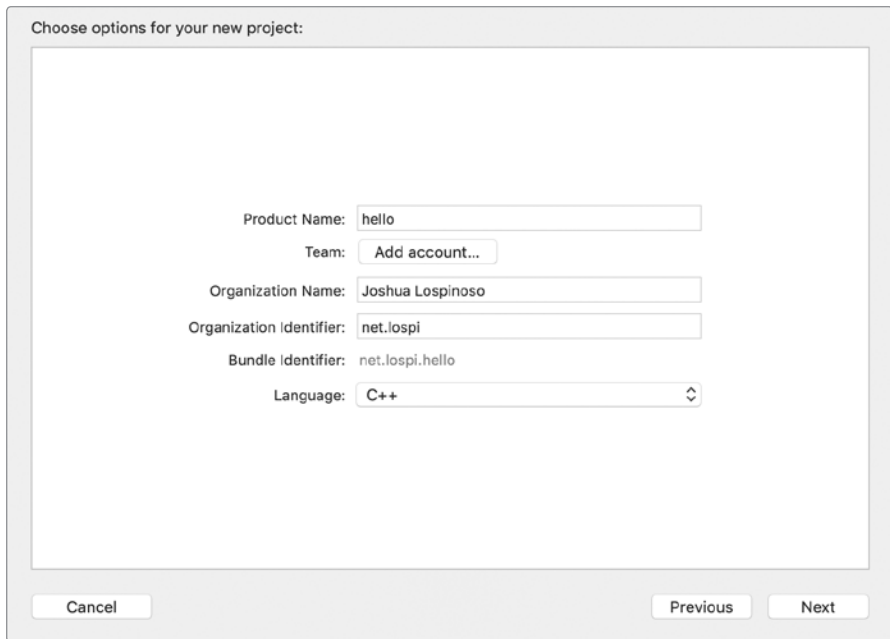 Choose options for your new project:
Product Name: hello
Team: Add account...
Organization Name: Joshua Lospinoso
Organization Identifier: net.lospi
Bundle Identifier: net.lospi.hello
Language: C++
Cancel Previous Next